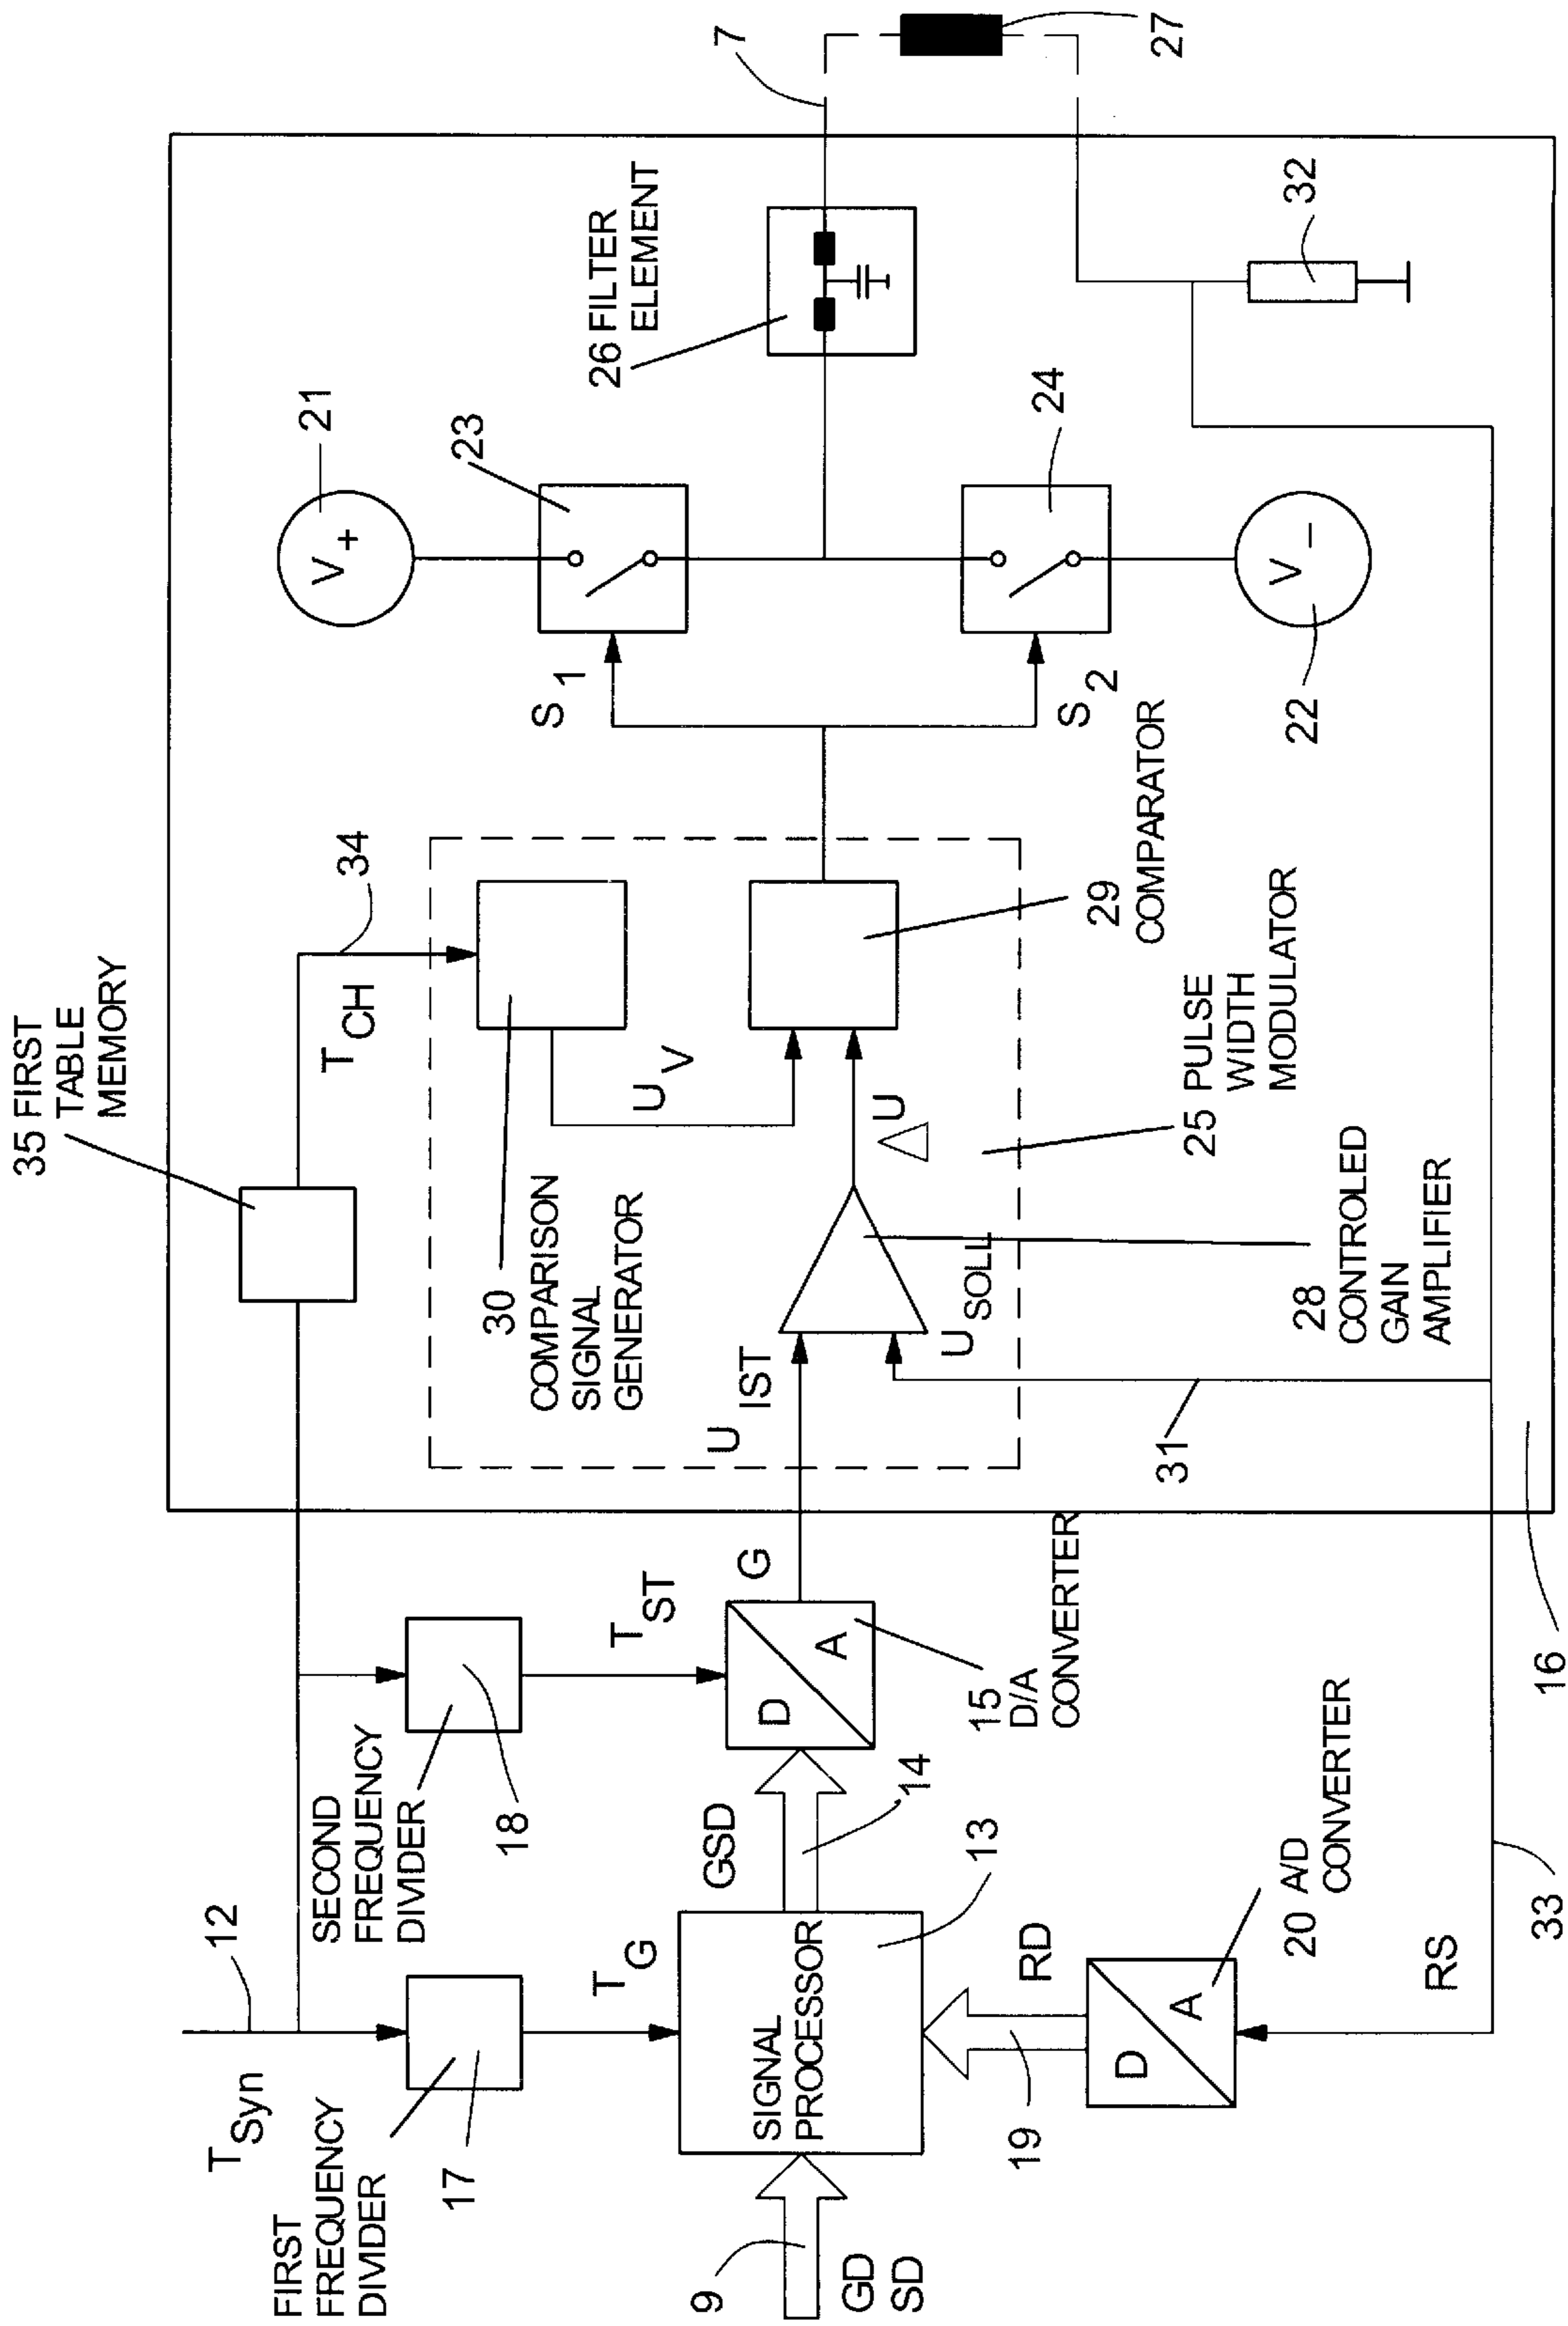 35 FIRST
TABLE
MEMORY
12
T Syn
FIRST
FREQUENCY
DIVIDER
17
SECOND
FREQUENCY
DIVIDER
18
T CH
34
21
V +
23
S 1
26 FILTER
ELEMENT
7
27
T G
T ST
30
COMPARISON
SIGNAL
GENERATOR
U V
9
GD
SD
SIGNAL
PROCESSOR
13
GSD
14
D
A
15
D/A
CONVERTER
G
U IST
U SOLL
△ U
29
COMPARATOR
S 2
24
V -
22
32
25 PULSE
WIDTH
MODULATOR
28
CONTROLED
GAIN
AMPLIFIER
31
19
RD
D
A
20 A/D
CONVERTER
RS
33
16